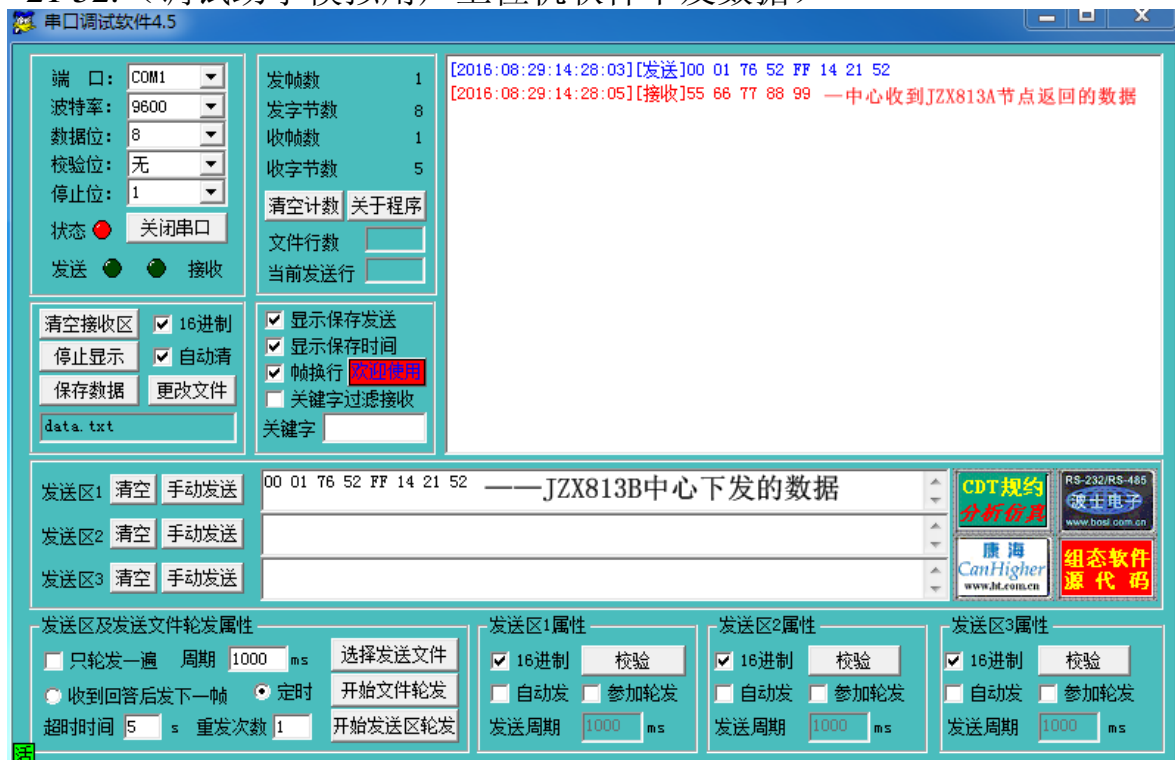 串口调试软件4.5
端 口: COM1
波特率: 9600
数据位: 8
校验位: 无
停止位: 1
状态 关闭串口
发送 接收
发帧数 1
发字节数 8
收帧数 1
收字节数 5
清空计数 关于程序
文件行数
当前发送行
[2016:08:29:14:28:03][发送]00 01 76 52 FF 14 21 52
[2016:08:29:14:28:05][接收]55 66 77 88 99 —中心收到JZX813A节点返回的数据
清空接收区 16进制
停止显示 自动清
保存数据 更改文件
data.txt
显示保存发送
显示保存时间
帧换行 欢迎使用
关键字过滤接收
关键字
发送区1 清空 手动发送 00 01 76 52 FF 14 21 52 ——JZX813B中心下发的数据
发送区2 清空 手动发送
发送区3 清空 手动发送
CDT规约
分析仿真
RS-232/RS-485
波士电子
www.bosi.com.cn
康海
CanHigher
www.ht.com.cn
组态软件
源代码
发送区及发送文件轮发属性
只轮发一遍 周期 1000 ms 选择发送文件
收到回答后发下一帧 定时 开始文件轮发
超时时间 5 s 重发次数 1 开始发送区轮发
发送区1属性
16进制 校验
自动发 参加轮发
发送周期 1000 ms
发送区2属性
16进制 校验
自动发 参加轮发
发送周期 1000 ms
发送区3属性
16进制 校验
自动发 参加轮发
发送周期 1000 ms
活